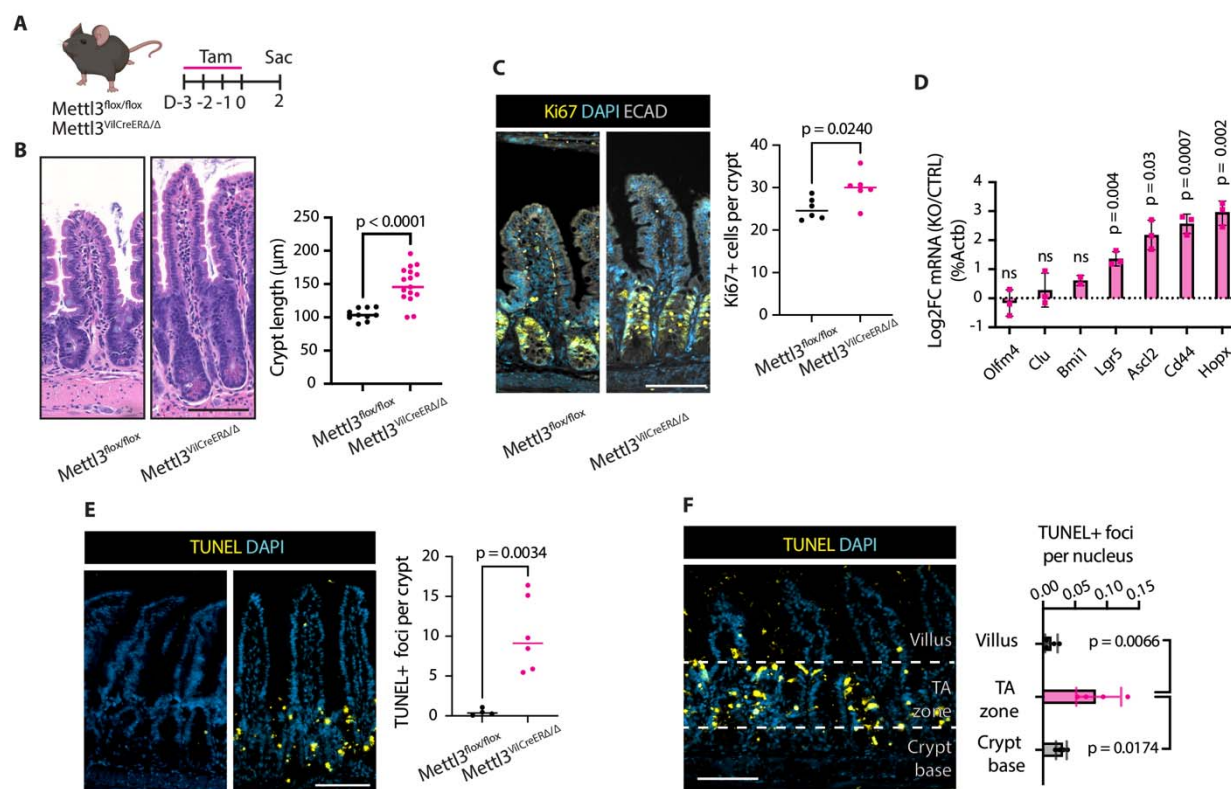 A
Tam
Sac
D-3 -2 -1 0 2
Mettl3flox/flox
Mettl3VilCreERΔ/Δ
B
Crypt length (µm)
250
200
150
100
50
0
p < 0.0001
Mettl3flox/flox
Mettl3VilCreERΔ/Δ
Mettl3flox/flox
Mettl3VilCreERΔ/Δ
C
Ki67 DAPI ECAD
Ki67+ cells per crypt
40
30
20
10
0
p = 0.0240
Mettl3flox/flox
Mettl3VilCreERΔ/Δ
Mettl3flox/flox
Mettl3VilCreERΔ/Δ
D
Log2FC mRNA (KO/CTRL)
(%Actb)
4
3
2
1
0
-1
ns
ns
ns
p = 0.004
p = 0.03
p = 0.0007
p = 0.002
Olfm4
Clu
Bmi1
Lgr5
Ascl2
Cd44
Hopx
E
TUNEL DAPI
TUNEL+ foci per crypt
20
15
10
5
0
p = 0.0034
Mettl3flox/flox
Mettl3VilCreERΔ/Δ
F
TUNEL DAPI
Villus
TA
zone
Crypt
base
TUNEL+ foci
per nucleus
0.00
0.05
0.10
0.15
Villus
TA
zone
Crypt
base
p = 0.0066
p = 0.0174